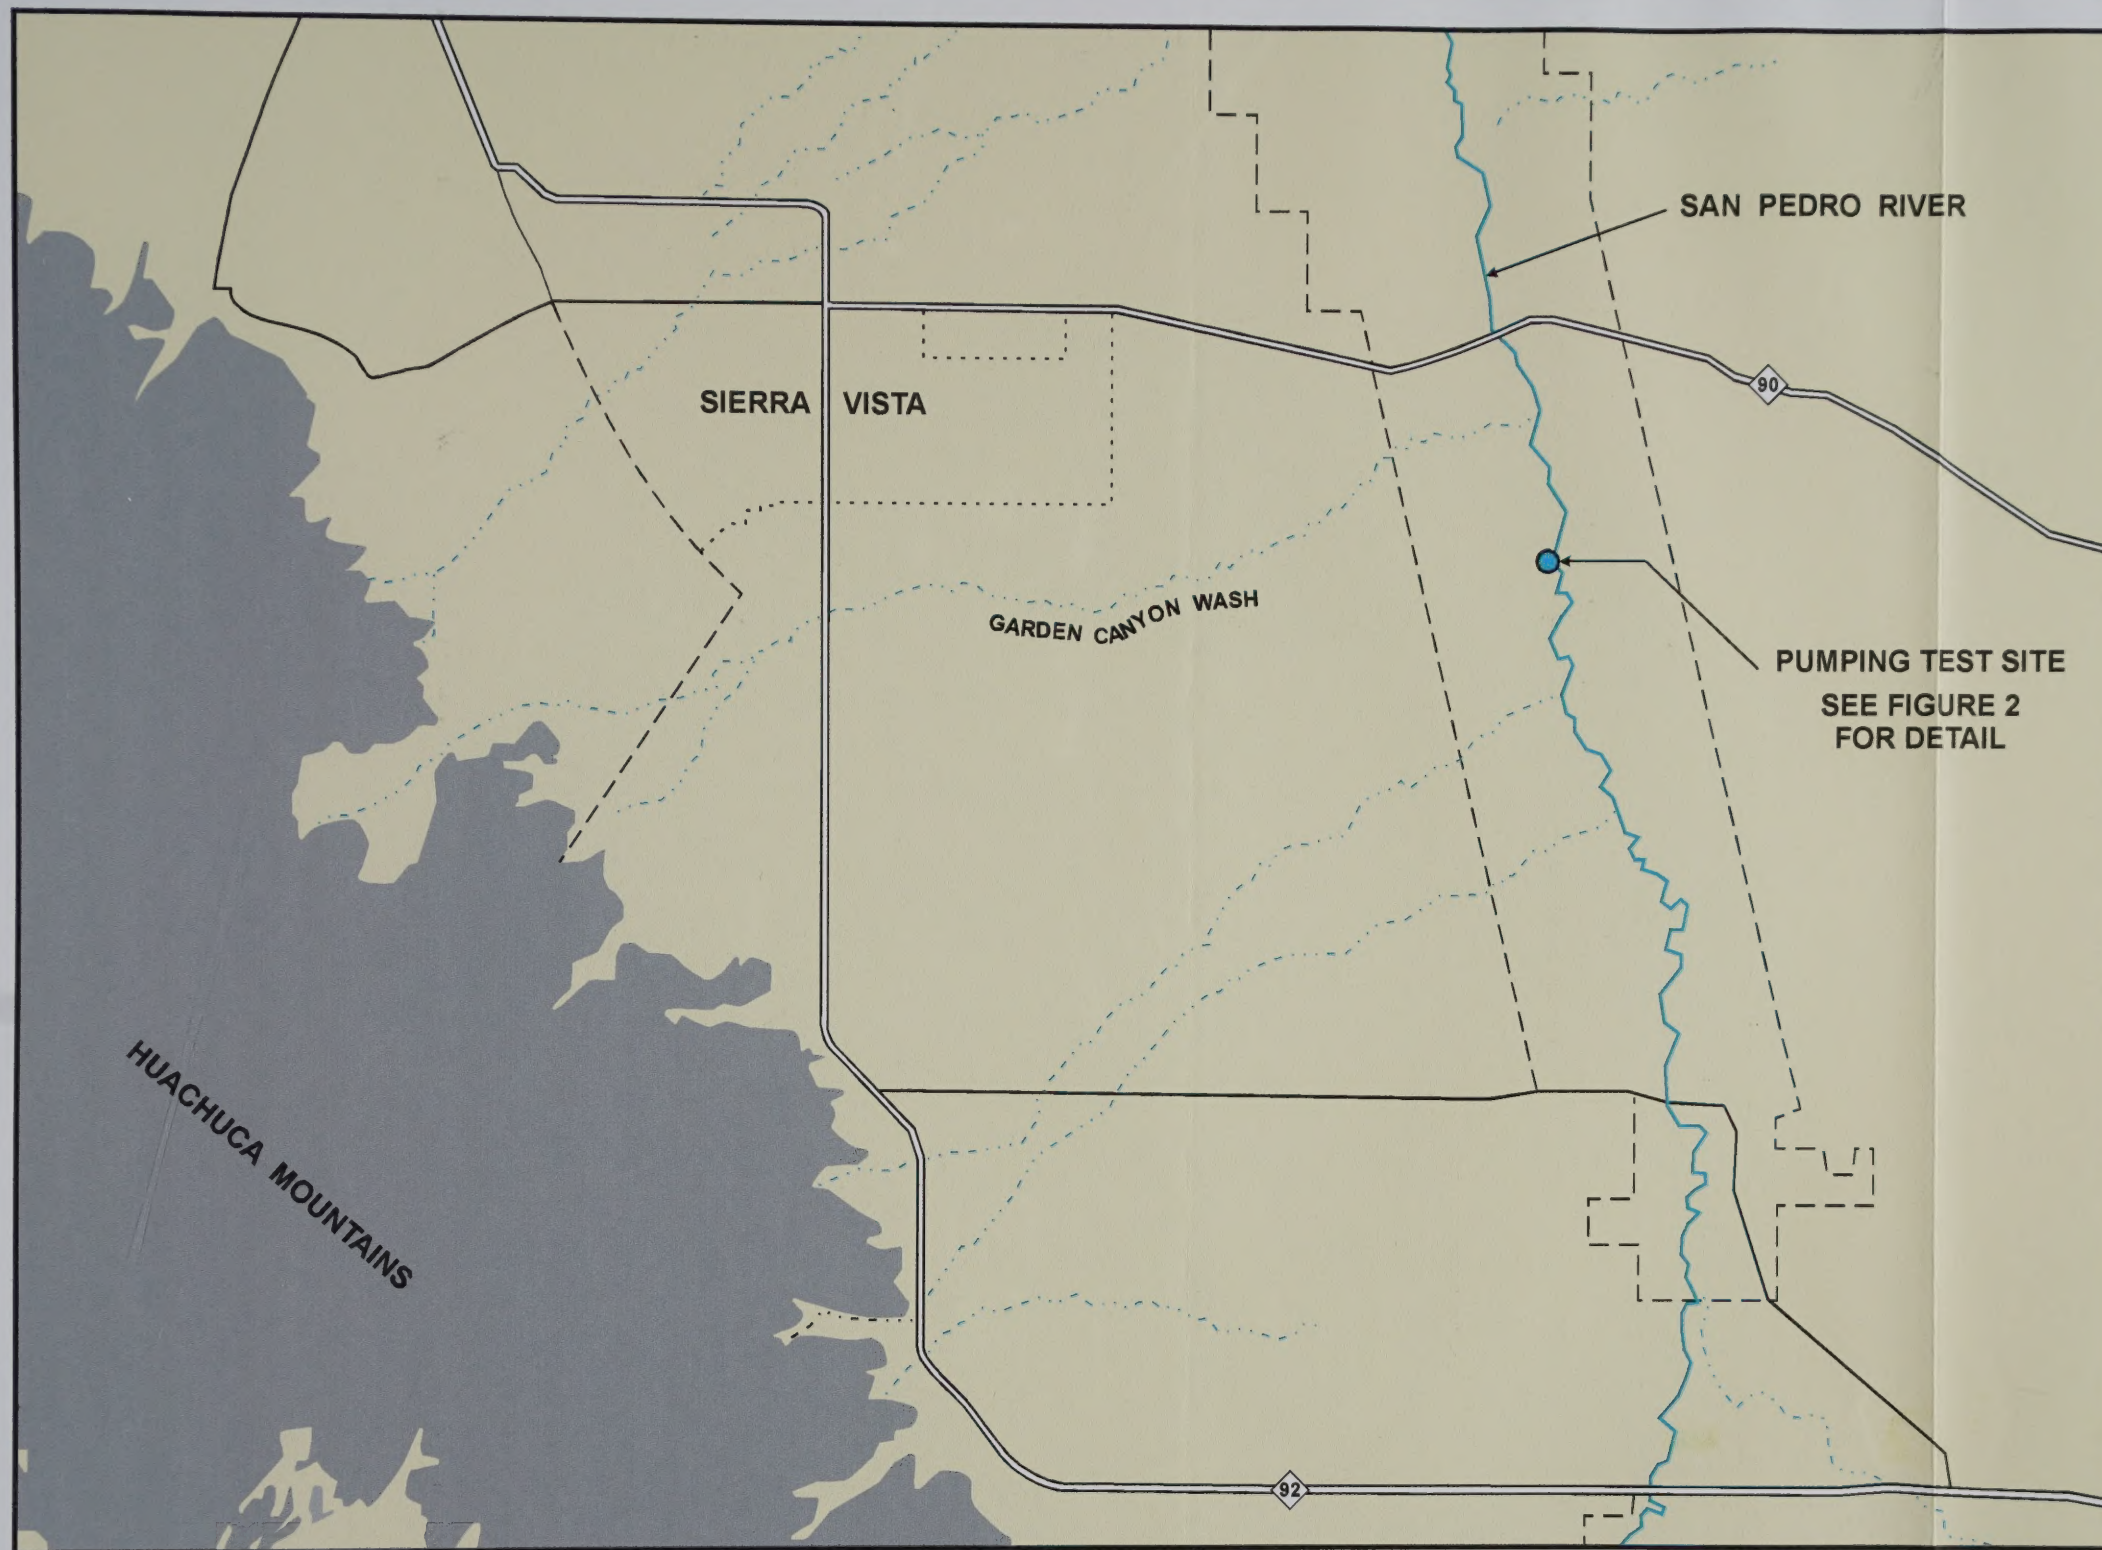 SAN PEDRO RIVER
90
SIERRA VISTA
GARDEN CANYON WASH
PUMPING TEST SITE
SEE FIGURE 2
FOR DETAIL
HUACHUCA MOUNTAINS
92